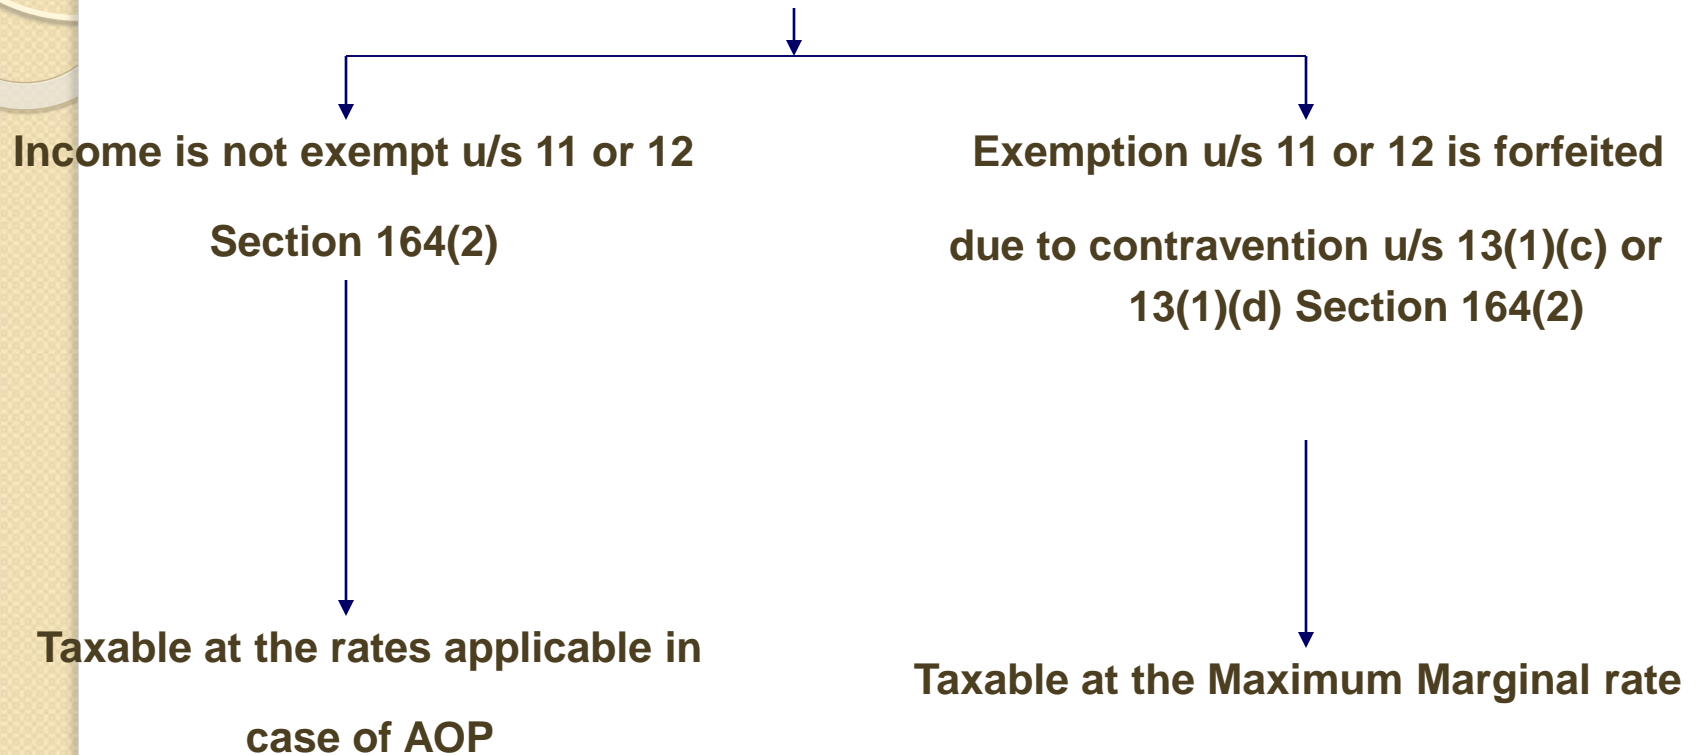 Income is not exempt u/s 11 or 12
Section 164(2)
Taxable at the rates applicable in
case of AOP
Exemption u/s 11 or 12 is forfeited
due to contravention u/s 13(1)(c) or
13(1)(d) Section 164(2)
Taxable at the Maximum Marginal rate